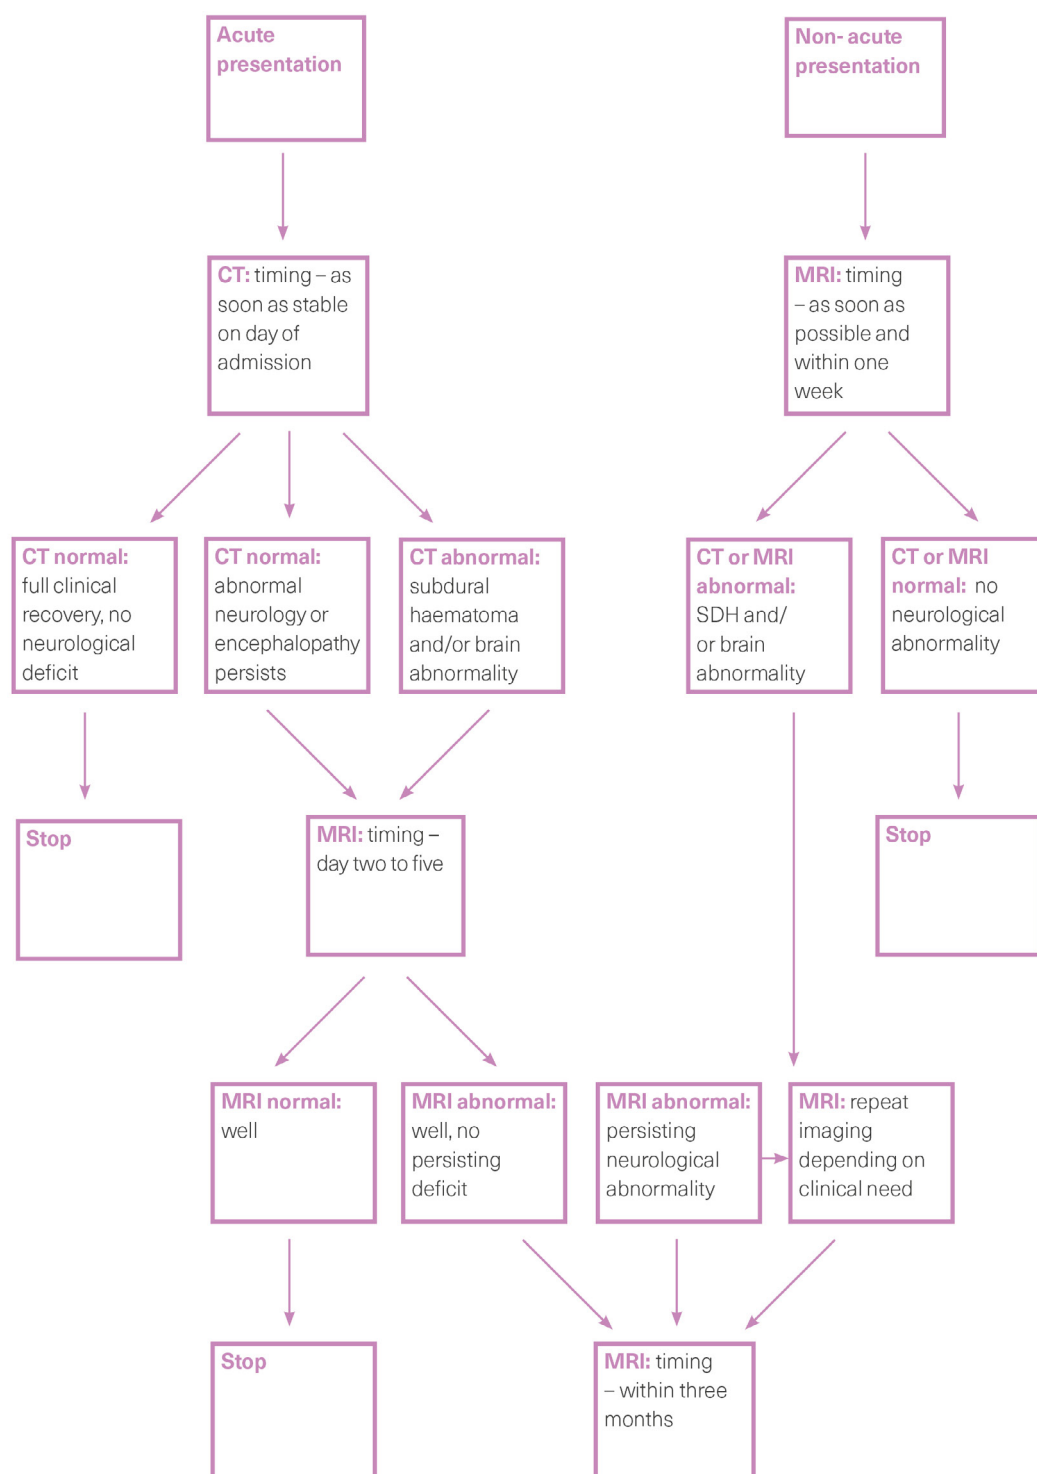 Acute
presentation
Non- acute
presentation
CT: timing – as
soon as stable
on day of
admission
MRI: timing
– as soon as
possible and
within one
week
CT normal:
full clinical
recovery, no
neurological
deficit
CT normal:
abnormal
neurology or
encephalopathy
persists
CT abnormal:
subdural
haematoma
and/or brain
abnormality
CT or MRI
abnormal:
SDH and/
or brain
abnormality
CT or MRI
normal: no
neurological
abnormality
Stop
MRI: timing –
day two to five
Stop
MRI normal:
well
MRI abnormal:
well, no
persisting
deficit
MRI abnormal:
persisting
neurological
abnormality
MRI: repeat
imaging
depending on
clinical need
Stop
MRI: timing
– within three
months